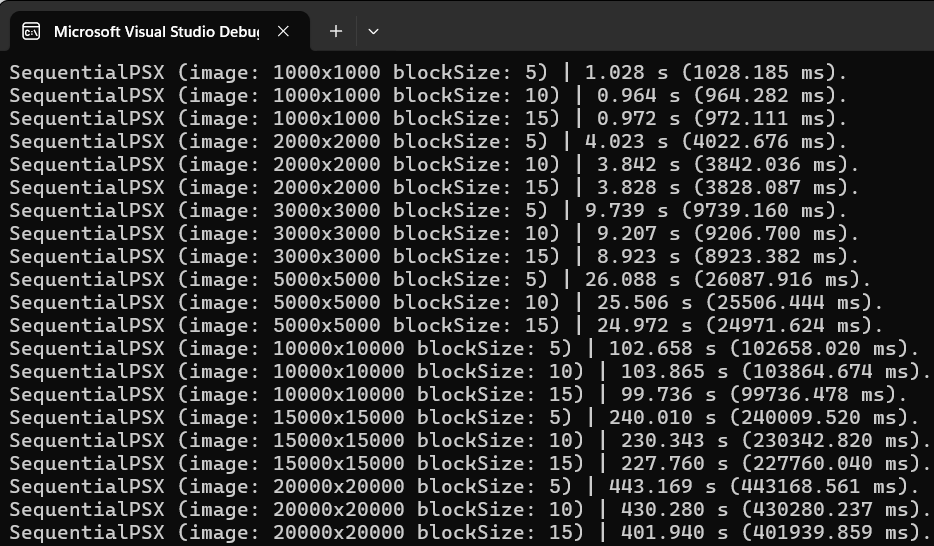 Microsoft Visual Studio Debug
SequentialPSX (image: 1000x1000 blockSize: 5) | 1.028 s (1028.185 ms).
SequentialPSX (image: 1000x1000 blockSize: 10) | 0.964 s (964.282 ms).
SequentialPSX (image: 1000x1000 blockSize: 15) | 0.972 s (972.111 ms).
SequentialPSX (image: 2000x2000 blockSize: 5) | 4.023 s (4022.676 ms).
SequentialPSX (image: 2000x2000 blockSize: 10) | 3.842 s (3842.036 ms).
SequentialPSX (image: 2000x2000 blockSize: 15) | 3.828 s (3828.087 ms).
SequentialPSX (image: 3000x3000 blockSize: 5) | 9.739 s (9739.160 ms).
SequentialPSX (image: 3000x3000 blockSize: 10) | 9.207 s (9206.700 ms).
SequentialPSX (image: 3000x3000 blockSize: 15) | 8.923 s (8923.382 ms).
SequentialPSX (image: 5000x5000 blockSize: 5) | 26.088 s (26087.916 ms).
SequentialPSX (image: 5000x5000 blockSize: 10) | 25.506 s (25506.444 ms).
SequentialPSX (image: 5000x5000 blockSize: 15) | 24.972 s (24971.624 ms).
SequentialPSX (image: 10000x10000 blockSize: 5) | 102.658 s (102658.020 ms).
SequentialPSX (image: 10000x10000 blockSize: 10) | 103.865 s (103864.674 ms).
SequentialPSX (image: 10000x10000 blockSize: 15) | 99.736 s (99736.478 ms).
SequentialPSX (image: 15000x15000 blockSize: 5) | 240.010 s (240009.520 ms).
SequentialPSX (image: 15000x15000 blockSize: 10) | 230.343 s (230342.820 ms).
SequentialPSX (image: 15000x15000 blockSize: 15) | 227.760 s (227760.040 ms).
SequentialPSX (image: 20000x20000 blockSize: 5) | 443.169 s (443168.561 ms).
SequentialPSX (image: 20000x20000 blockSize: 10) | 430.280 s (430280.237 ms).
SequentialPSX (image: 20000x20000 blockSize: 15) | 401.940 s (401939.859 ms).